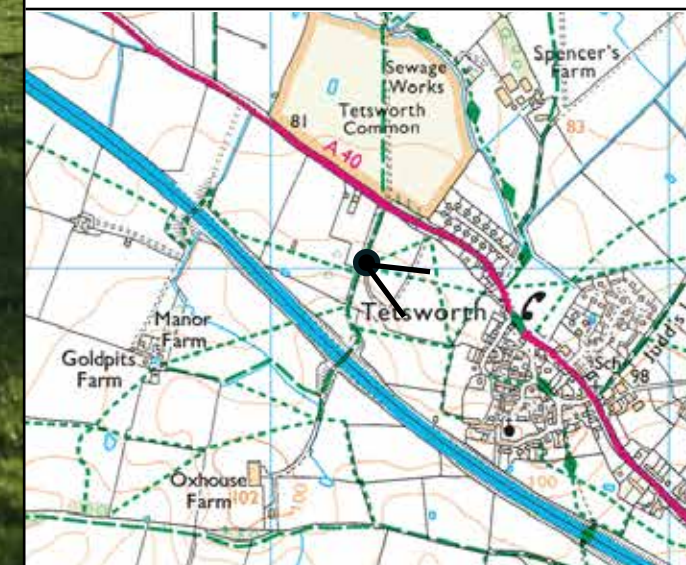 Spencer's
Farm
Sewage
Works
Tetsworth
Common
81
83
A 40
Tetsworth
Manor
Farm
Goldpits
Farm
Sch
Judd's
98
Oxhouse
Farm
102
100
100